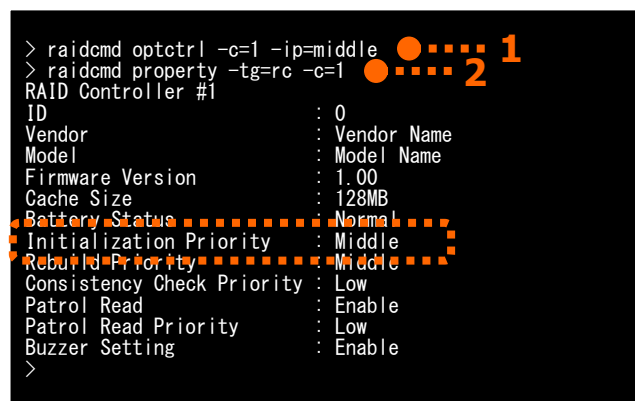 > raidcmd optctrl -c=1 -ip=middle 1
> raidcmd property -tg=rc -c=1 2
RAID Controller #1
ID : 0
Vendor : Vendor Name
Model : Model Name
Firmware Version : 1.00
Cache Size : 128MB
Battery Status : Normal
Initialization Priority : Middle
Rebuild Priority : Middle
Consistency Check Priority : Low
Patrol Read : Enable
Patrol Read Priority : Low
Buzzer Setting : Enable
>